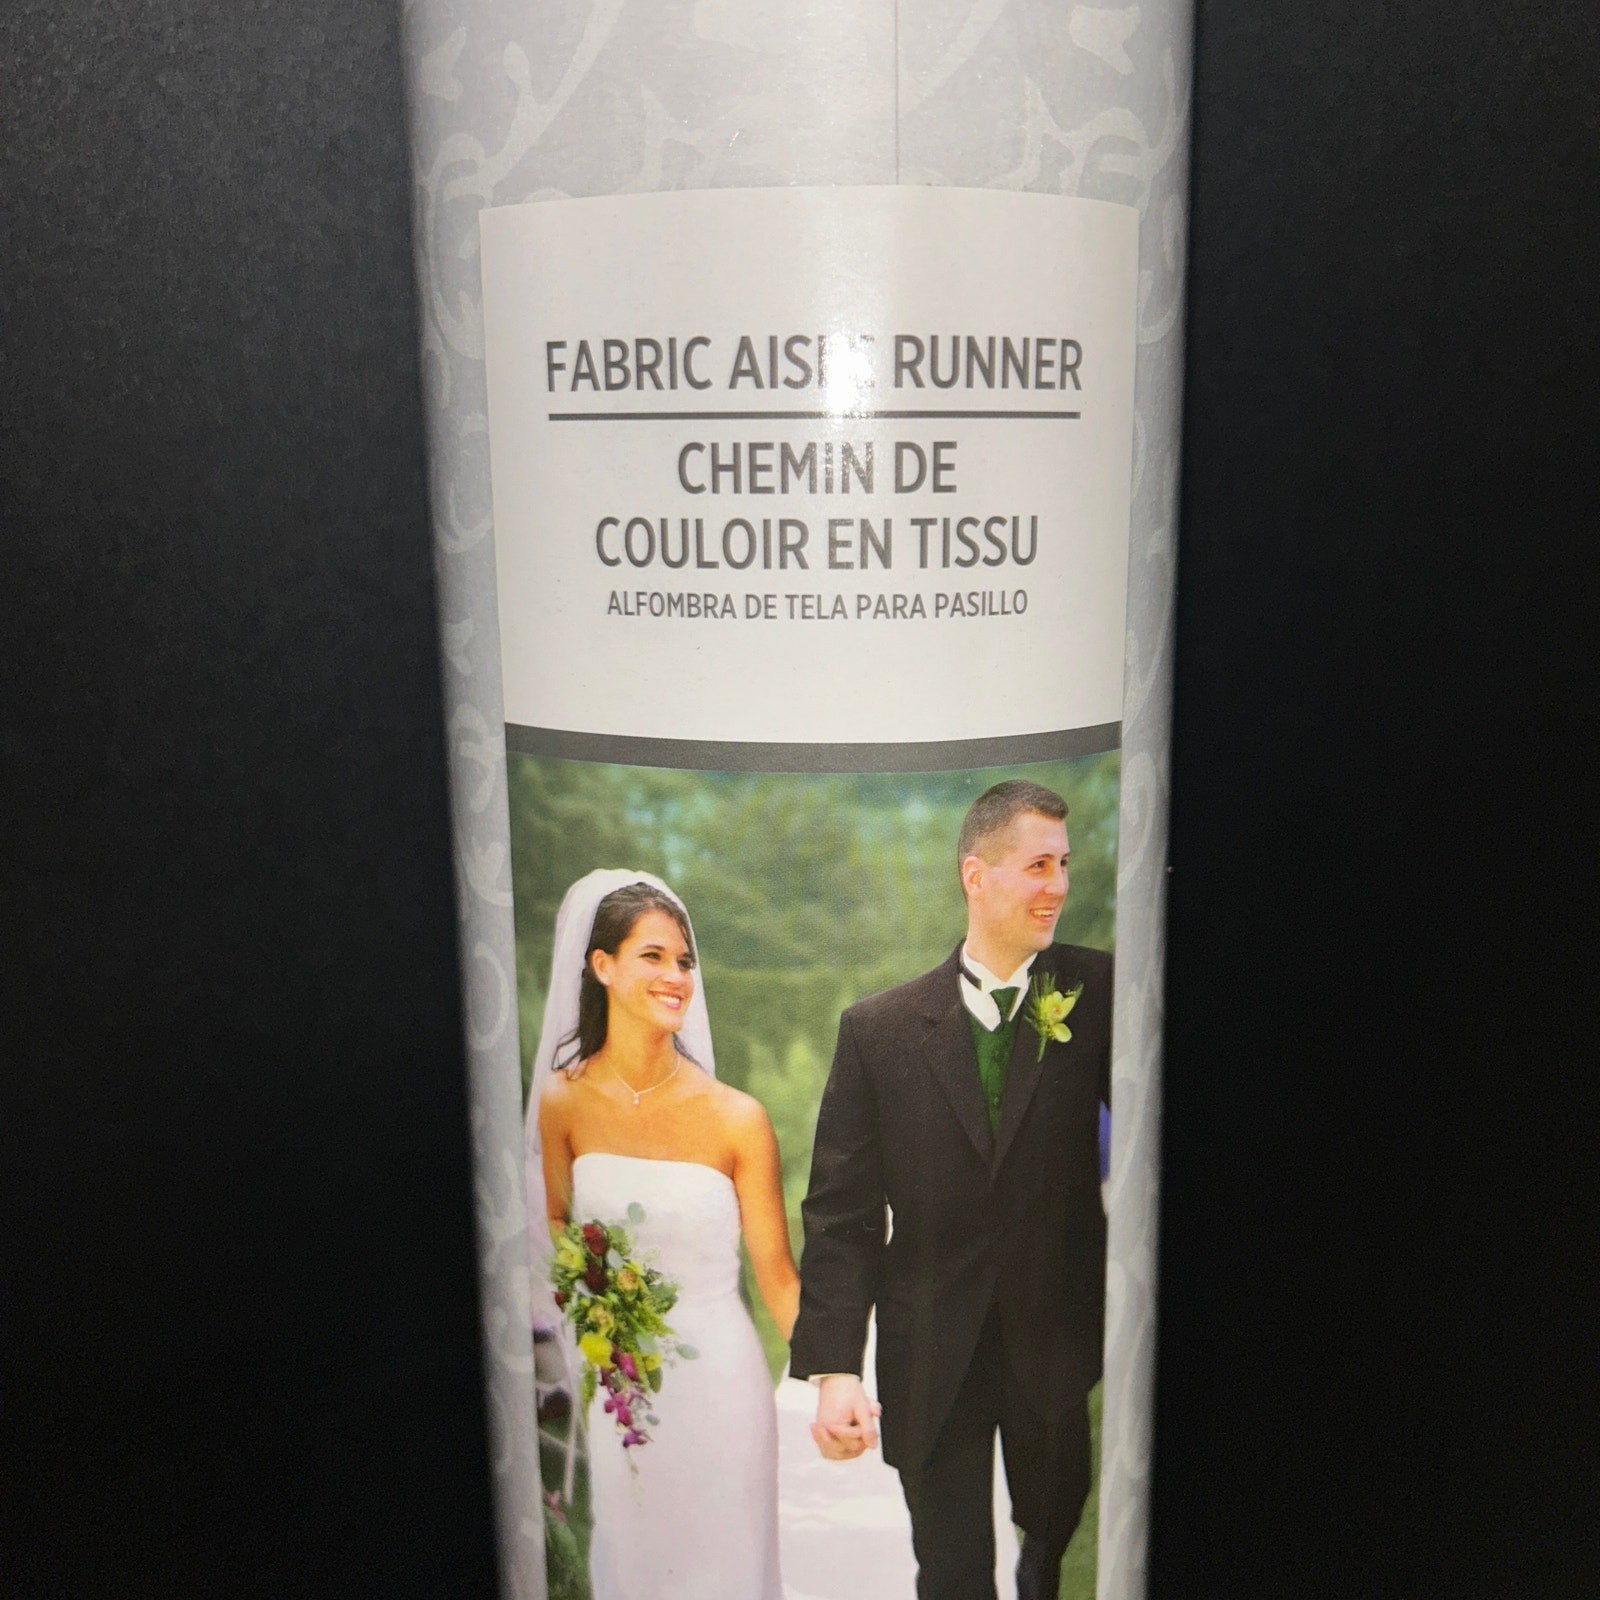 FABRIC AISLE RUNNER
CHEMIN DE
COULOIR EN TISSU
ALFOMBRA DE TELA PARA PASILLO